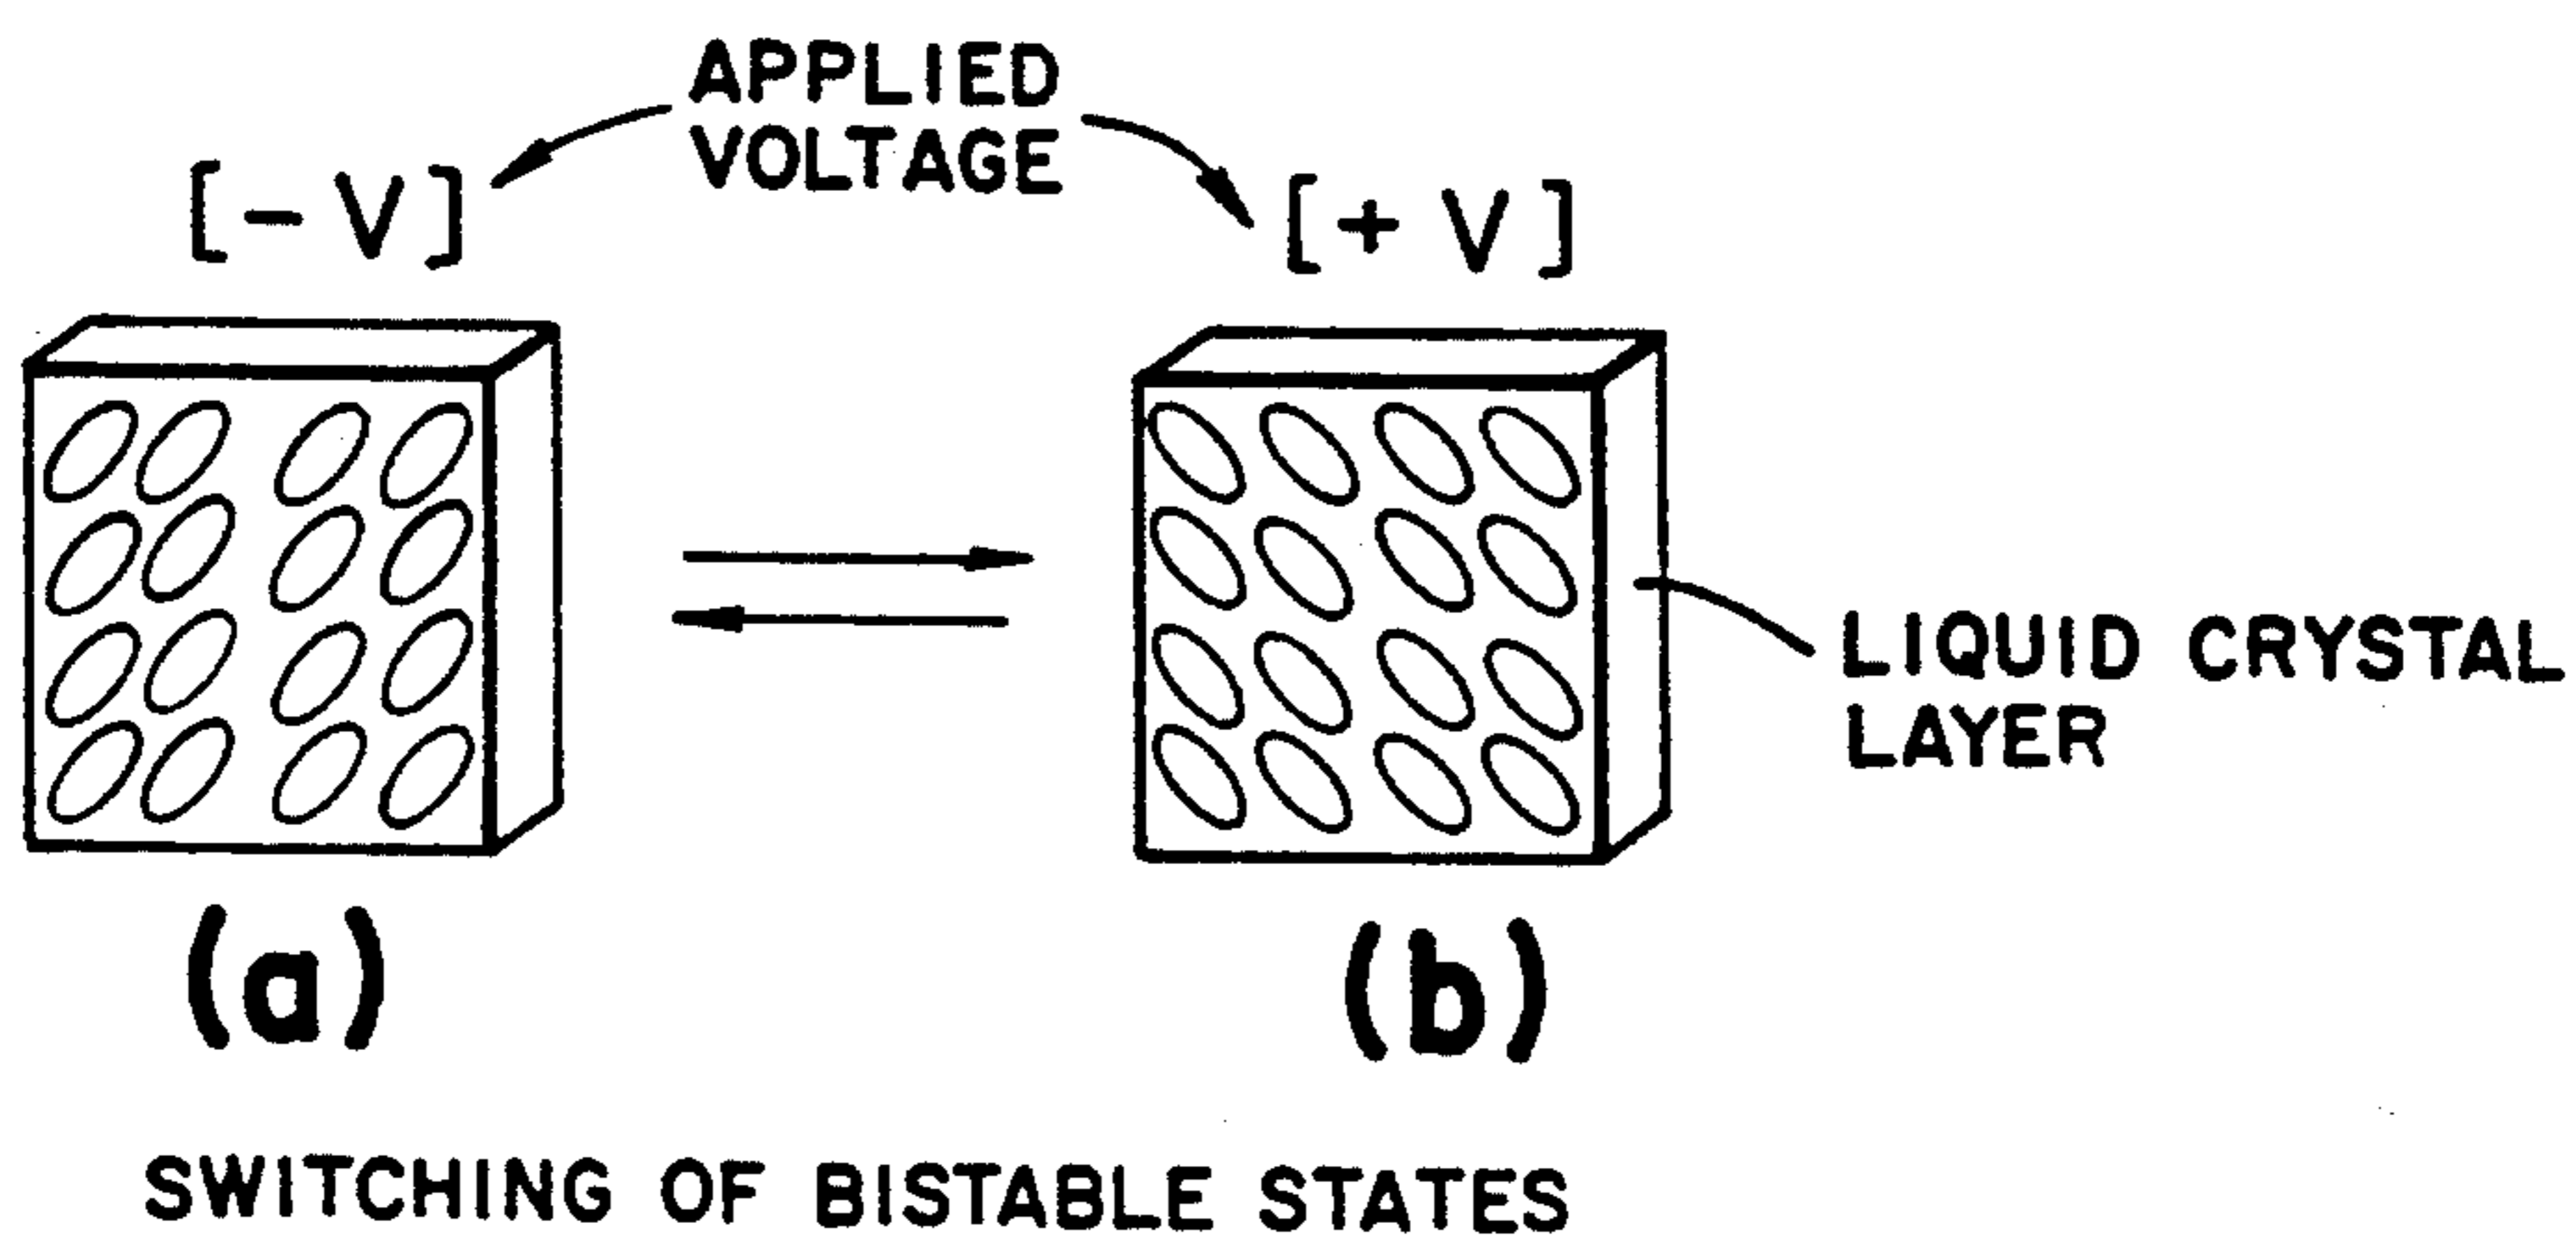 APPLIED
VOLTAGE
[- V]
[+ V]
LIQUID CRYSTAL
LAYER
(a)
(b)
SWITCHING OF BISTABLE STATES